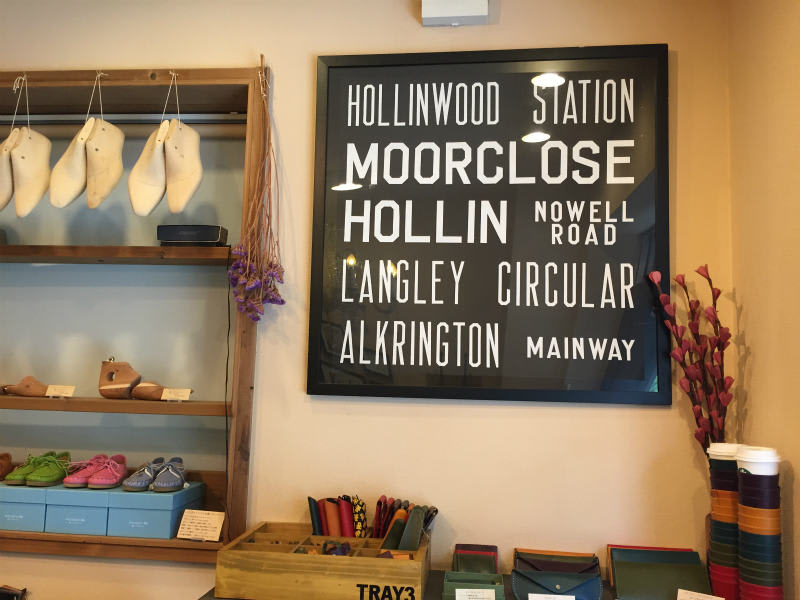 HOLLINWOOD STATION
MOORCLOSE
HOLLIN NOWELL ROAD
LANGLEY CIRCULAR
ALKRINGTON MAINWAY
TRAY3